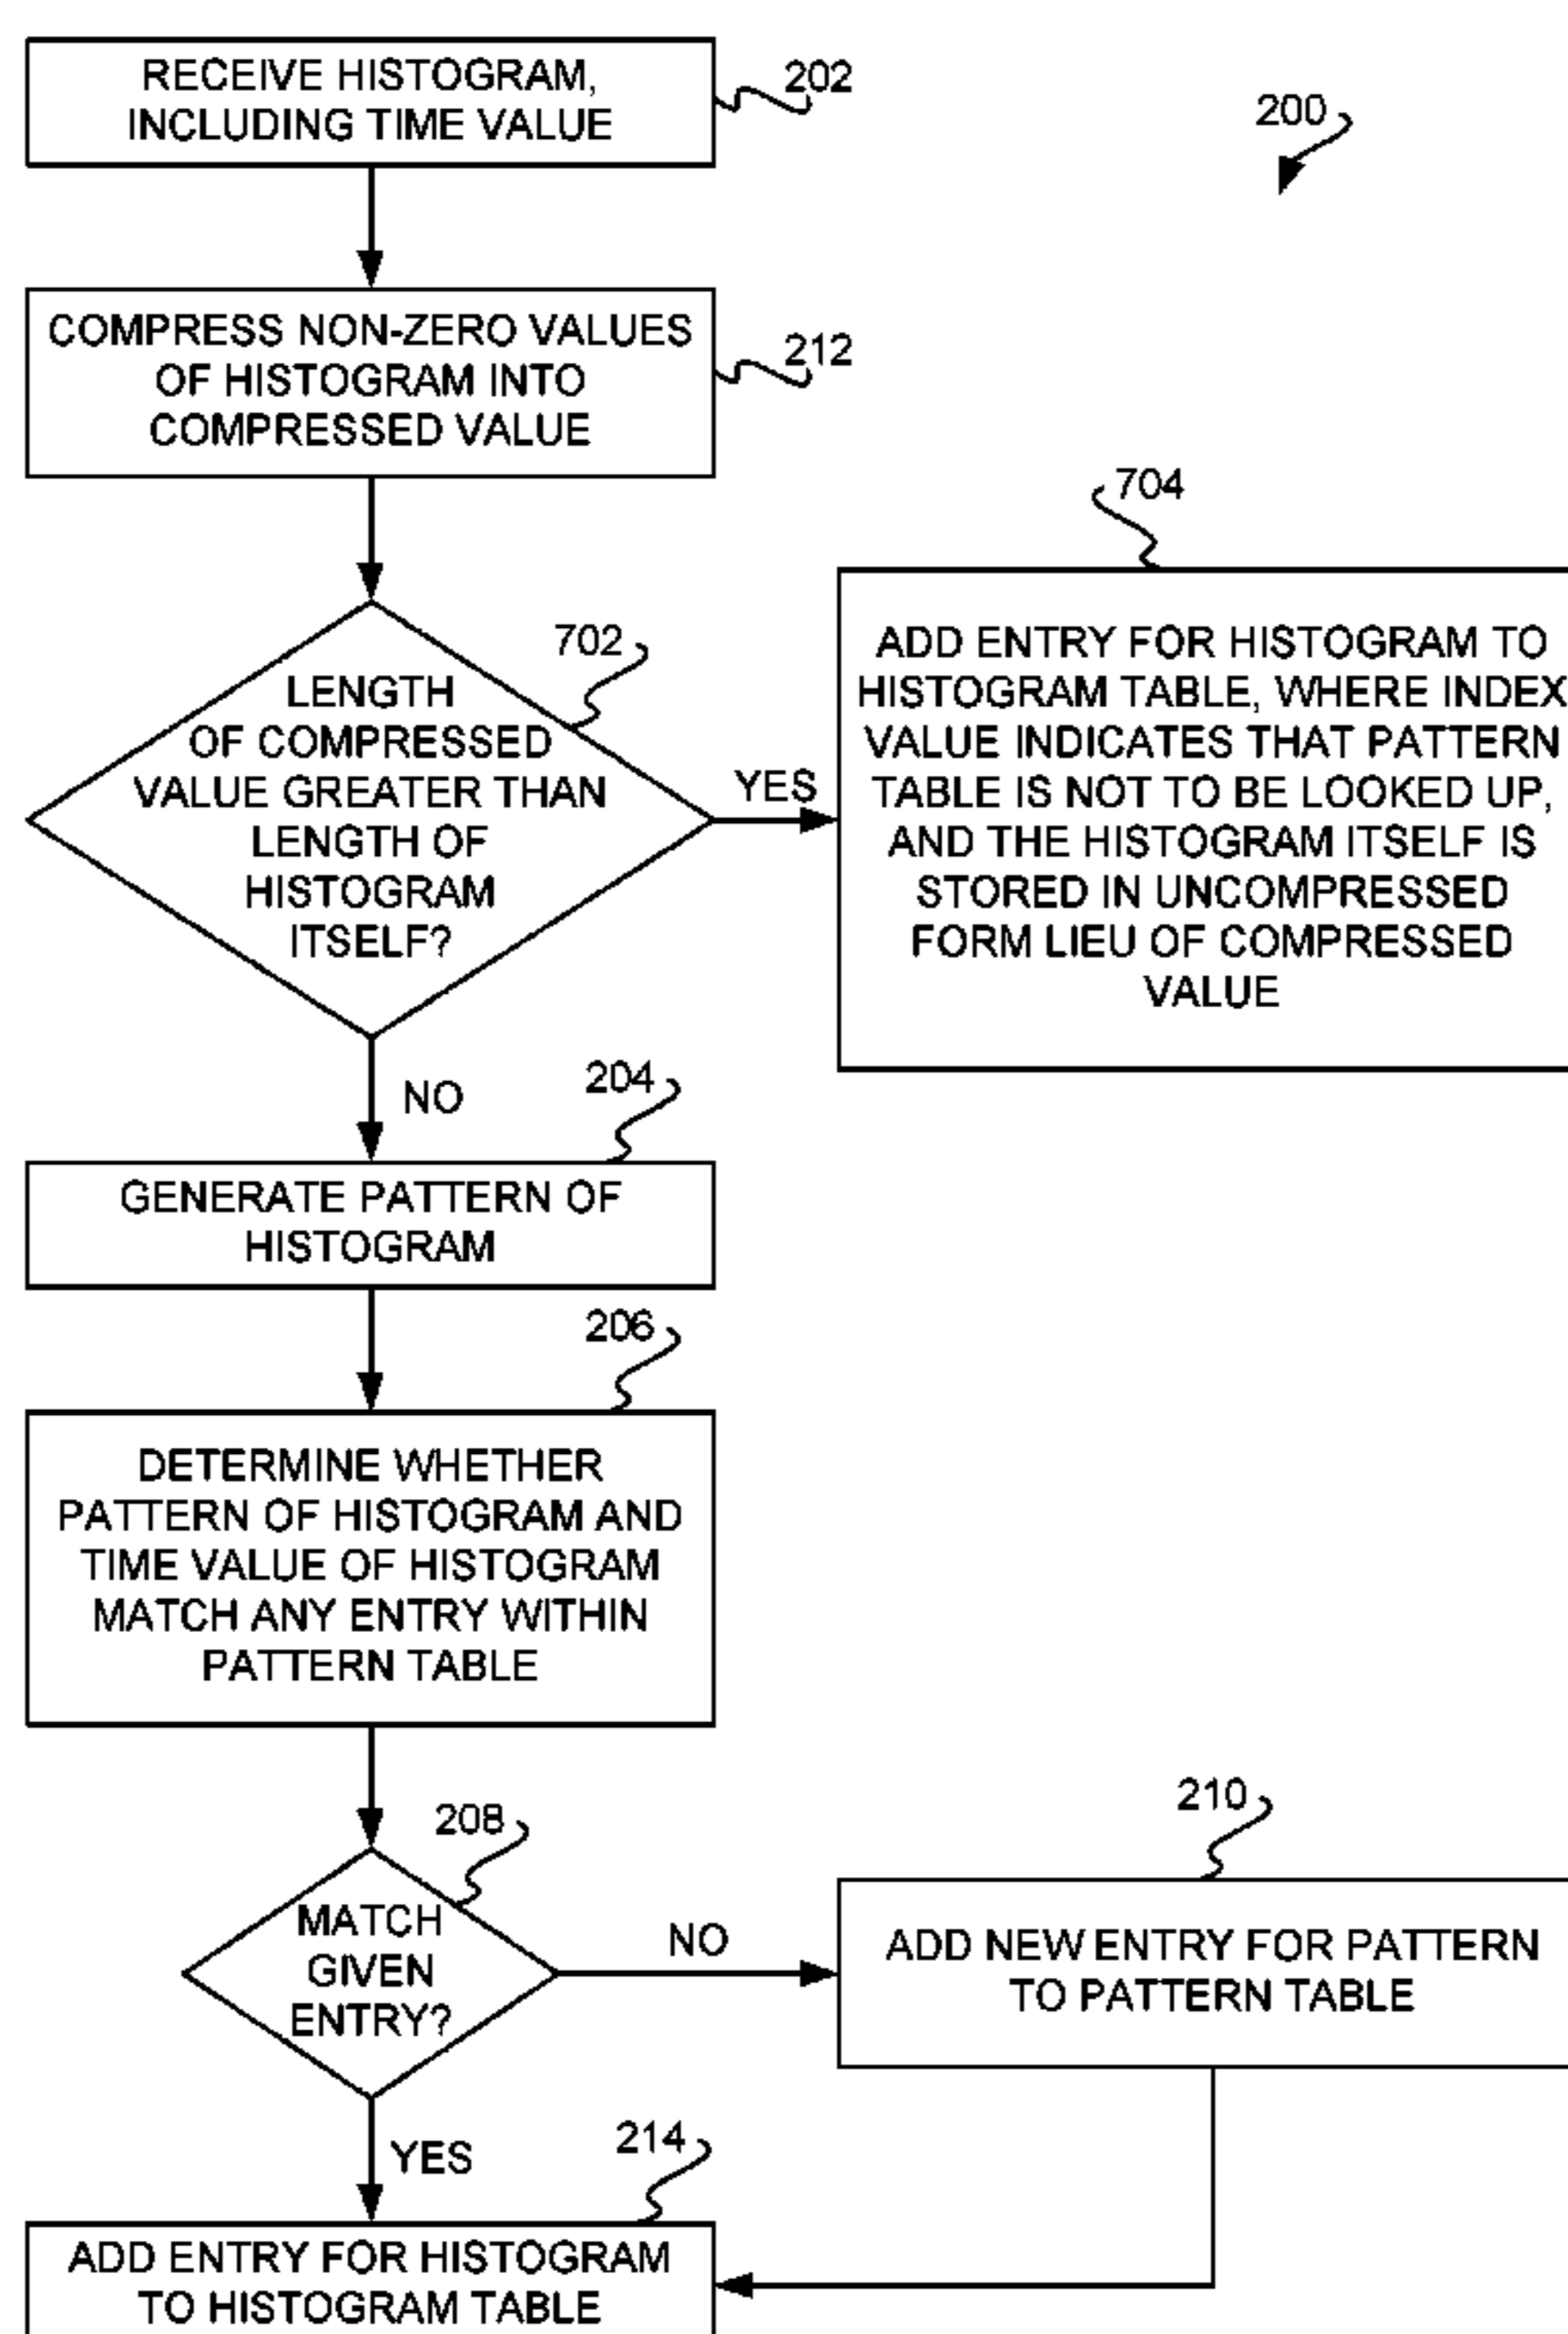 RECEIVE HISTOGRAM,
INCLUDING TIME VALUE
202
200
COMPRESS NON-ZERO VALUES
OF HISTOGRAM INTO
COMPRESSED VALUE
212
702
LENGTH
OF COMPRESSED
VALUE GREATER THAN
LENGTH OF
HISTOGRAM
ITSELF?
YES
704
ADD ENTRY FOR HISTOGRAM TO
HISTOGRAM TABLE, WHERE INDEX
VALUE INDICATES THAT PATTERN
TABLE IS NOT TO BE LOOKED UP,
AND THE HISTOGRAM ITSELF IS
STORED IN UNCOMPRESSED
FORM LIEU OF COMPRESSED
VALUE
NO
204
GENERATE PATTERN OF
HISTOGRAM
206
DETERMINE WHETHER
PATTERN OF HISTOGRAM AND
TIME VALUE OF HISTOGRAM
MATCH ANY ENTRY WITHIN
PATTERN TABLE
208
MATCH
GIVEN
ENTRY?
NO
210
ADD NEW ENTRY FOR PATTERN
TO PATTERN TABLE
YES
214
ADD ENTRY FOR HISTOGRAM
TO HISTOGRAM TABLE